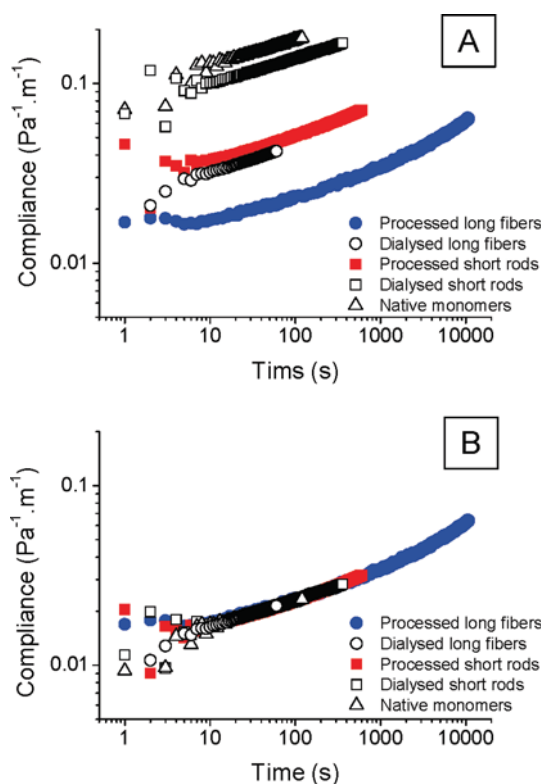 A
Compliance (Pa⁻¹.m⁻¹)
0.1
0.01
Processed long fibers
Dialysed long fibers
Processed short rods
Dialysed short rods
Native monomers
1 10 100 1000 10000
Tims (s)
B
Compliance (Pa⁻¹.m⁻¹)
0.1
0.01
Processed long fibers
Dialysed long fibers
Processed short rods
Dialysed short rods
Native monomers
1 10 100 1000 10000
Time (s)